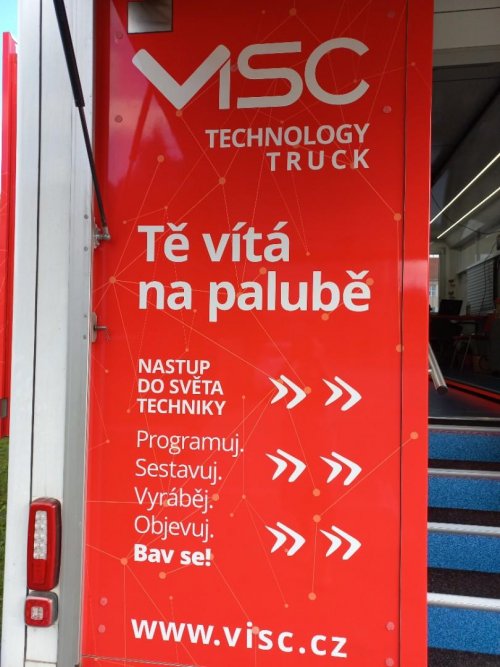 VISC
TECHNOLOGY
TRUCK
Tě vítá
na palubě
NASTUP
DO SVĚTA
TECHNIKY
Programuj.
Sestavuj.
Vyráběj.
Objevuj.
Bav se!
www.visc.cz